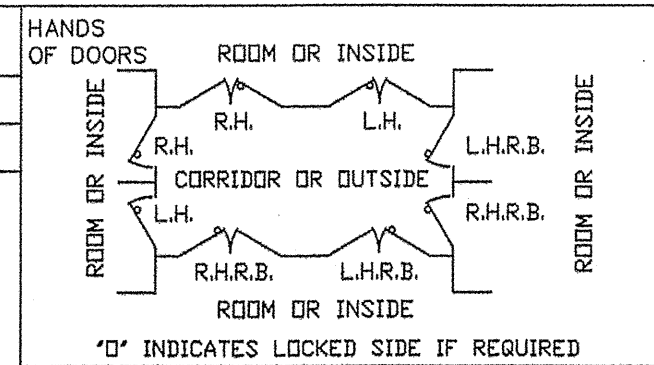 HANDS
OF DOORS
ROOM OR INSIDE
ROOM OR INSIDE
R.H.
L.H.
ROOM OR INSIDE
R.H.
L.H.R.B.
CORRIDOR OR OUTSIDE
L.H.
R.H.R.B.
R.H.R.B.
L.H.R.B.
ROOM OR INSIDE
"O" INDICATES LOCKED SIDE IF REQUIRED